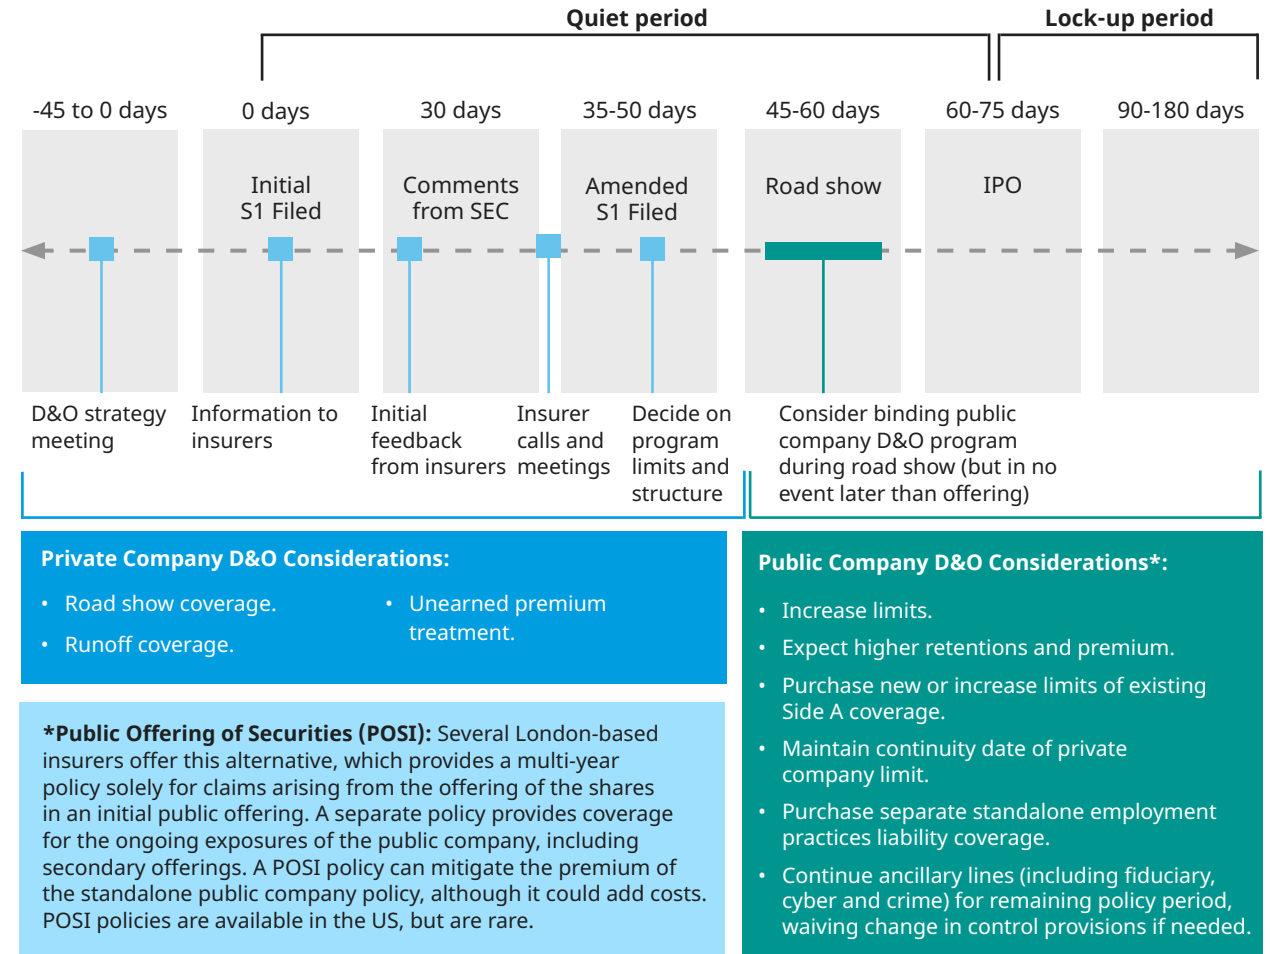 Quiet period
Lock-up period
-45 to 0 days
0 days
30 days
35-50 days
45-60 days
60-75 days
90-180 days
Initial
S1 Filed
Comments
from SEC
Amended
S1 Filed
Road show
IPO
D&O strategy
meeting
Information to
insurers
Initial
feedback
from insurers
Insurer
calls and
meetings
Decide on
program
limits and
structure
Consider binding public
company D&O program
during road show (but in no
event later than offering)
Private Company D&O Considerations:
• Road show coverage.
• Runoff coverage.
• Unearned premium
treatment.
*Public Offering of Securities (POSI): Several London-based
insurers offer this alternative, which provides a multi-year
policy solely for claims arising from the offering of the shares
in an initial public offering. A separate policy provides coverage
for the ongoing exposures of the public company, including
secondary offerings. A POSI policy can mitigate the premium of
the standalone public company policy, although it could add costs.
POSI policies are available in the US, but are rare.
Public Company D&O Considerations*:
• Increase limits.
• Expect higher retentions and premium.
• Purchase new or increase limits of existing
Side A coverage.
• Maintain continuity date of private
company limit.
• Purchase separate standalone employment
practices liability coverage.
• Continue ancillary lines (including fiduciary,
cyber and crime) for remaining policy period,
waiving change in control provisions if needed.